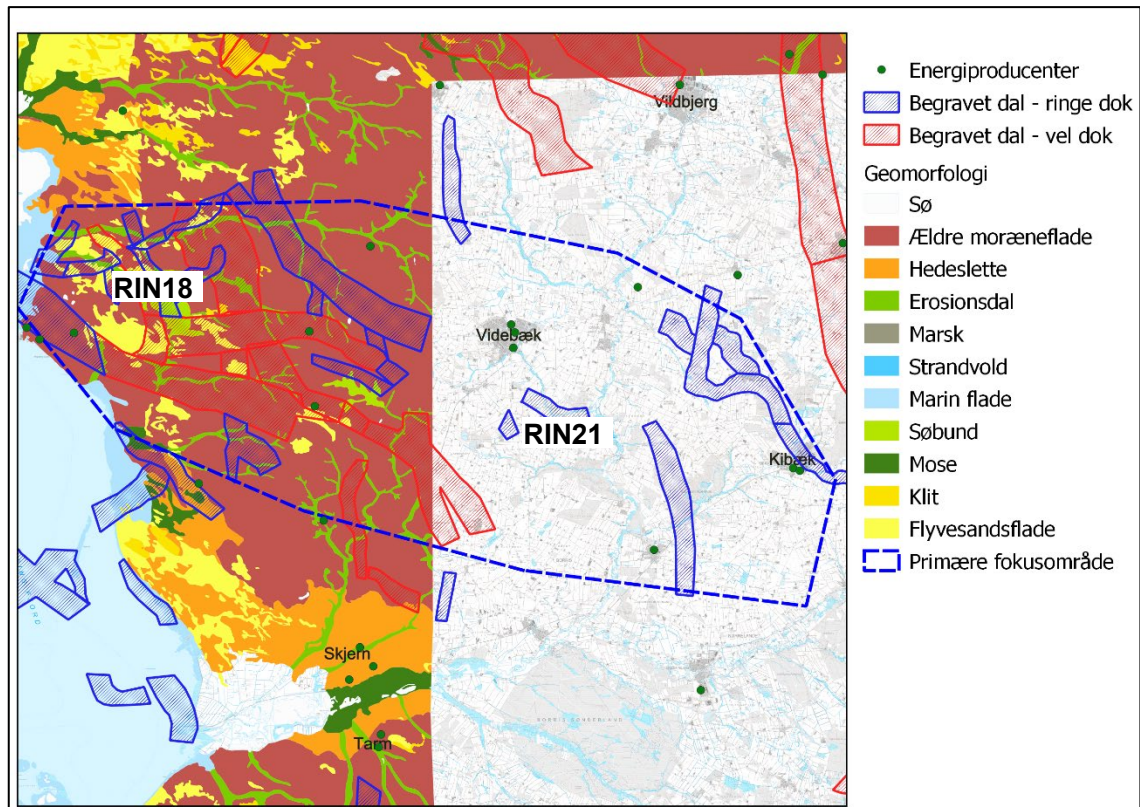 Vildbjerg
RIN18
Videbæk
RIN21
Kibæk
Skjern
Tarm
Energiproducenter
Begravet dal - ringe dok
Begravet dal - vel dok
Geomorfologi
Sø
Ældre moræneflade
Hedeslette
Erosionsdal
Marsk
Strandvold
Marin flade
Søbund
Mose
Klit
Flyvesandsflade
Primære fokusområde